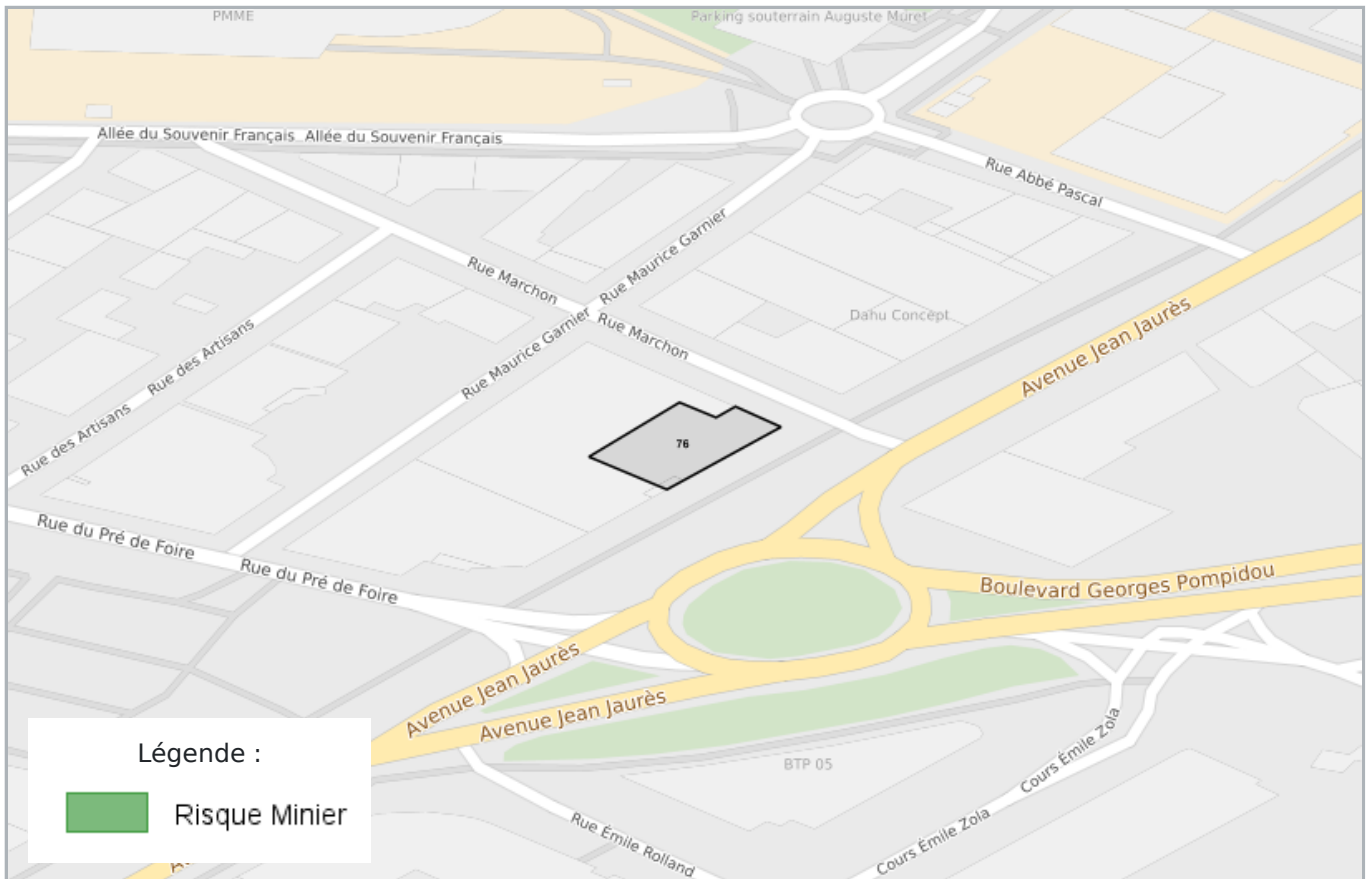 PMME
Parking souterrain Auguste Muret
Allée du Souvenir Français
Allée du Souvenir Français
Rue Abbé Pascal
Rue Maurice Garnier
Rue Marchon
Dahu Concept
Rue Marchon
Rue Maurice Garnier
Avenue Jean Jaurès
Rue des Artisans
Rue des Artisans
76
Rue du Pré de Foire
Rue du Pré de Foire
Boulevard Georges Pompidou
Avenue Jean Jaurès
Avenue Jean Jaurès
BTP 05
Cours Émile Zola
Cours Émile Zola
Rue Émile Rolland
Légende :
Risque Minier